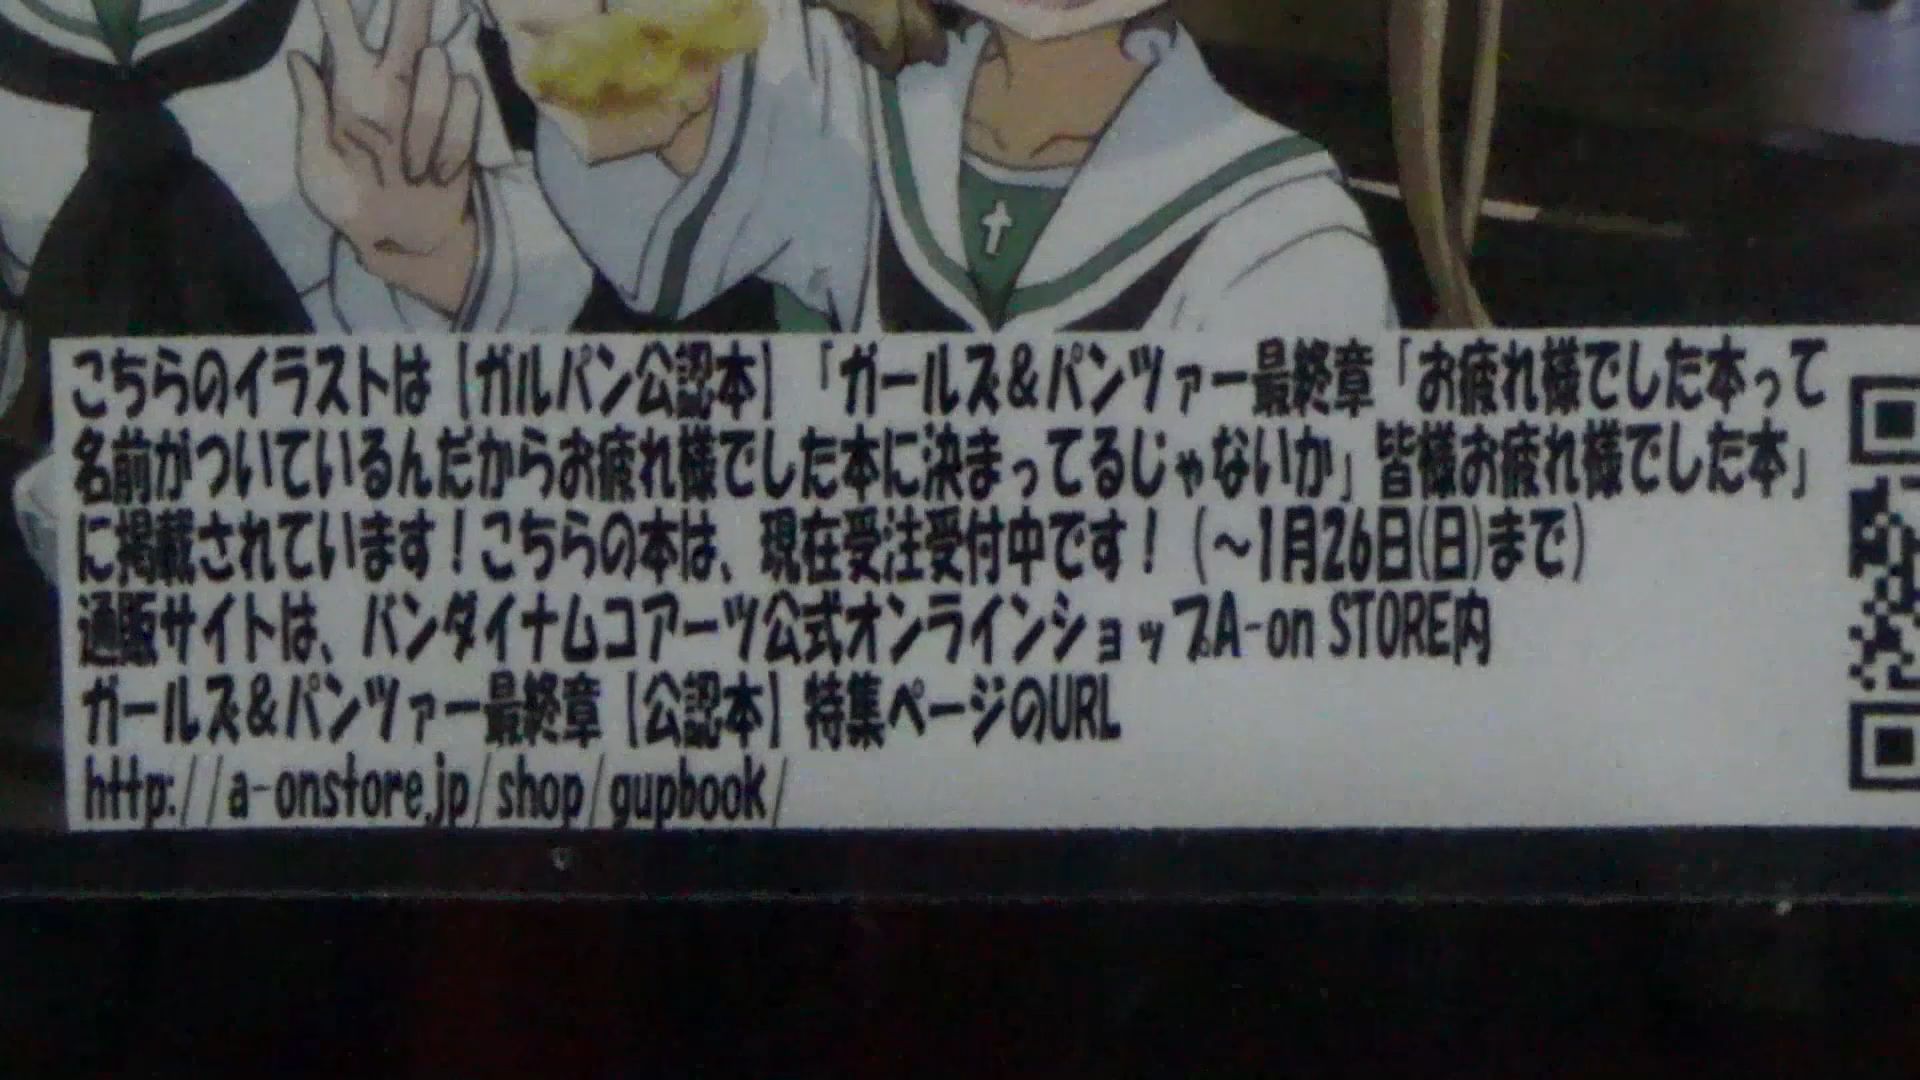 こちらのイラストは【ガルパン公認本】「ガールズ＆パンツァー最終章「お疲れ様でした本って
名前がついているんだからお疲れ様でした本に決まってるじゃないか」皆様お疲れ様でした本」
に掲載されています！こちらの本は、現在受注受付中です！（～1月26日(日)まで）
通販サイトは、バンダイナムコアーツ公式オンラインショップA-on STORE内
ガールズ＆パンツァー最終章【公認本】特集ページのURL
http://a-onstore.jp/shop/gupbook/